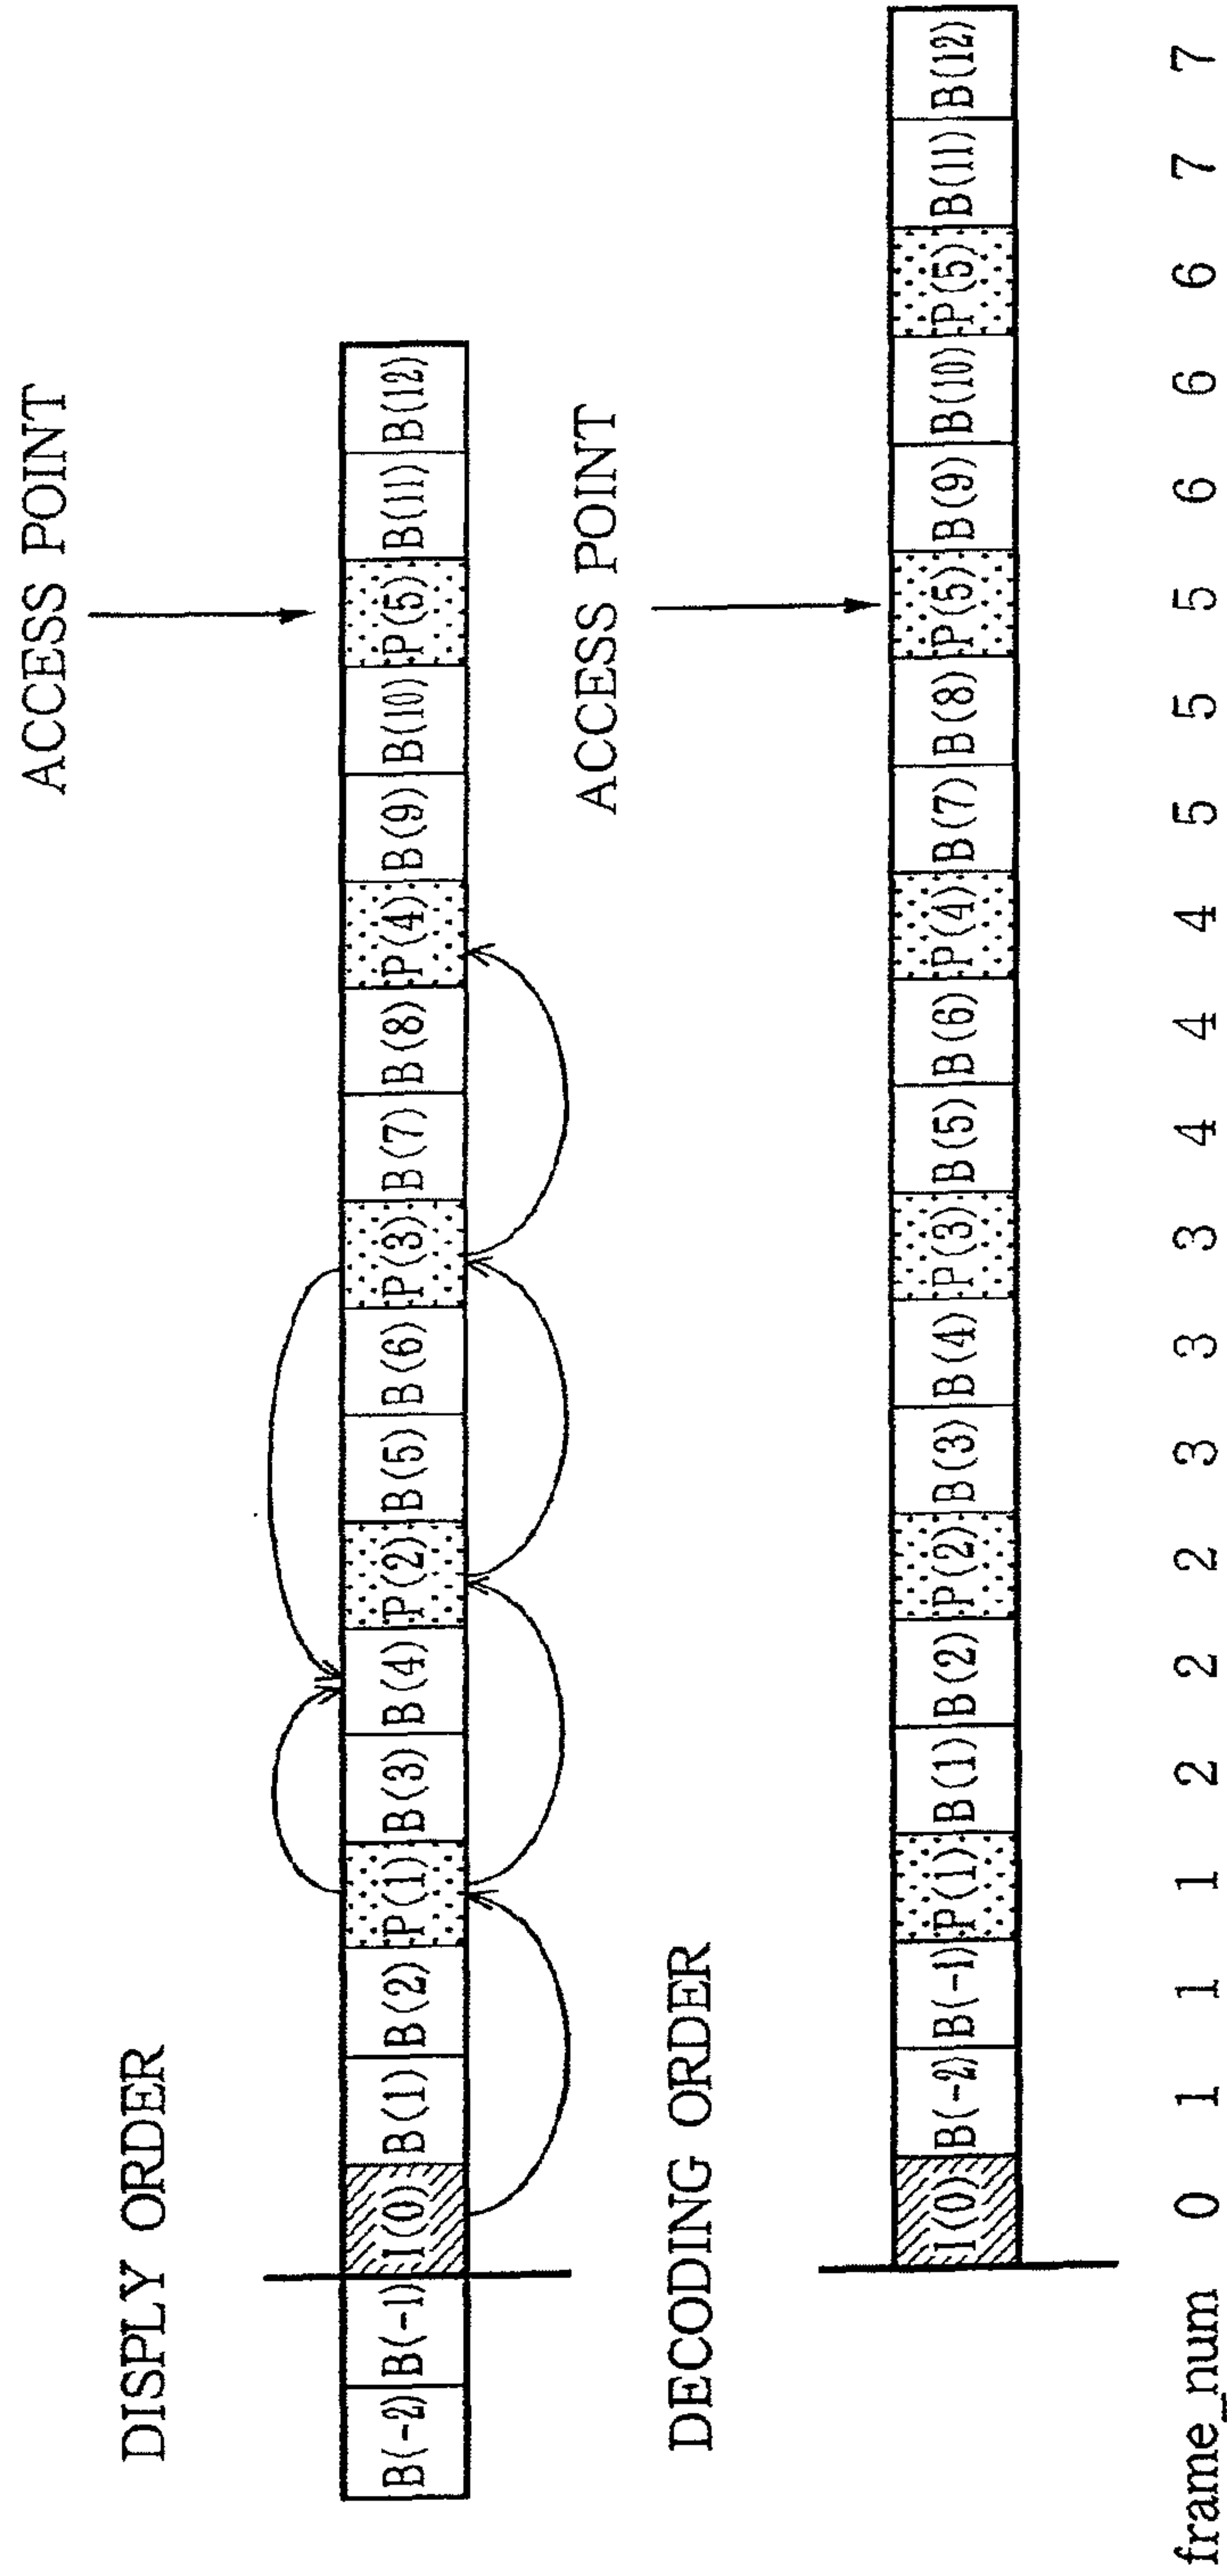 ACCESS POINT
DISPLY ORDER
B(-2) B(-1) I(0) B(1) B(2) P(1) B(3) B(4) P(2) B(5) B(6) P(3) B(7) B(8) P(4) B(9) B(10) P(5) B(11) B(12)
ACCESS POINT
DECODING ORDER
I(0) B(-2) B(-1) P(1) B(1) B(2) P(2) B(3) B(4) P(3) B(5) B(6) P(4) B(7) B(8) P(5) B(9) B(10) P(5) B(11) B(12)
frame_num 0 1 1 1 2 2 2 3 3 3 4 4 4 5 5 5 6 6 6 7 7